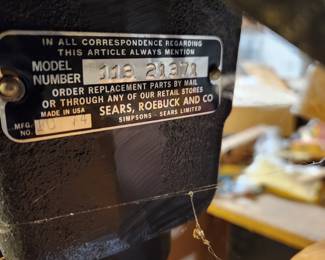 IN ALL CORRESPONDENCE REGARDING
THIS ARTICLE ALWAYS MENTION
MODEL NUMBER 113 21371
ORDER REPLACEMENT PARTS BY MAIL
OR THROUGH ANY OF OUR RETAIL STORES
MADE IN USA SEARS, ROEBUCK AND CO
SIMPSONS - SEARS LIMITED
MFG. NO.